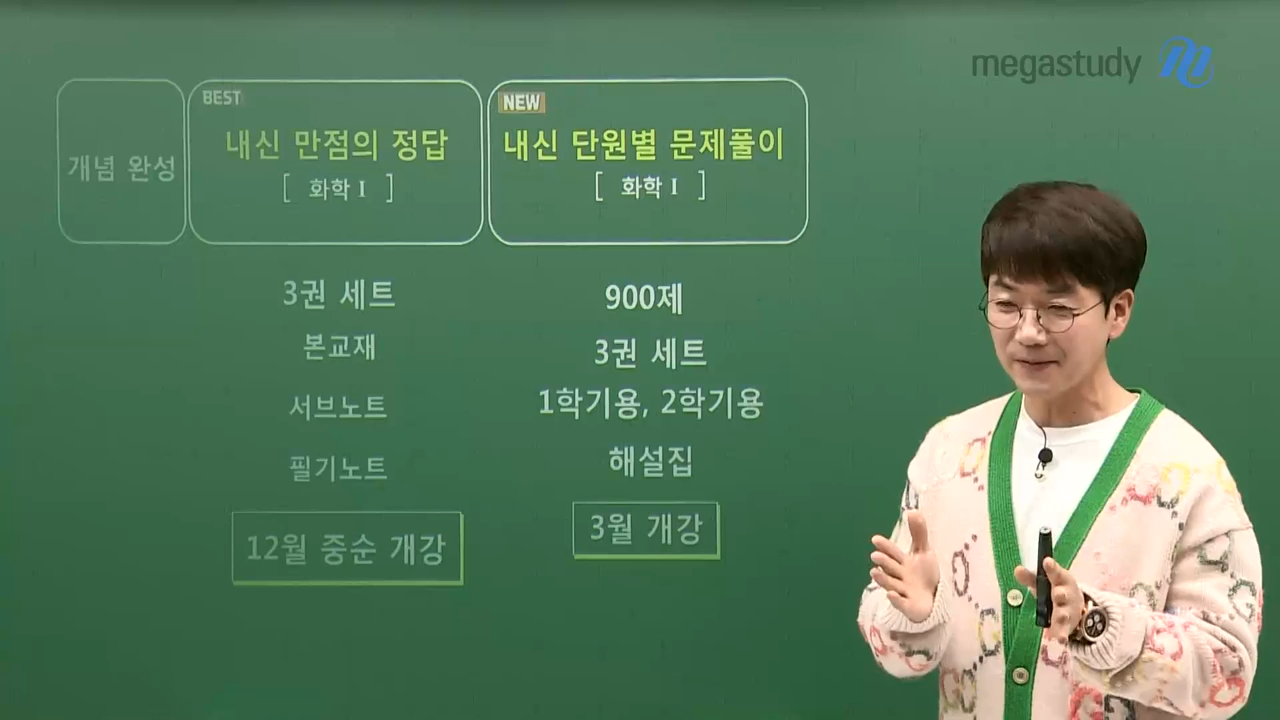 megastudy
개념 완성
BEST
내신 만점의 정답
[ 화학 I ]
3권 세트
본교재
서브노트
필기노트
12월 중순 개강
NEW
내신 단원별 문제풀이
[ 화학 I ]
900제
3권 세트
1학기용, 2학기용
해설집
3월 개강